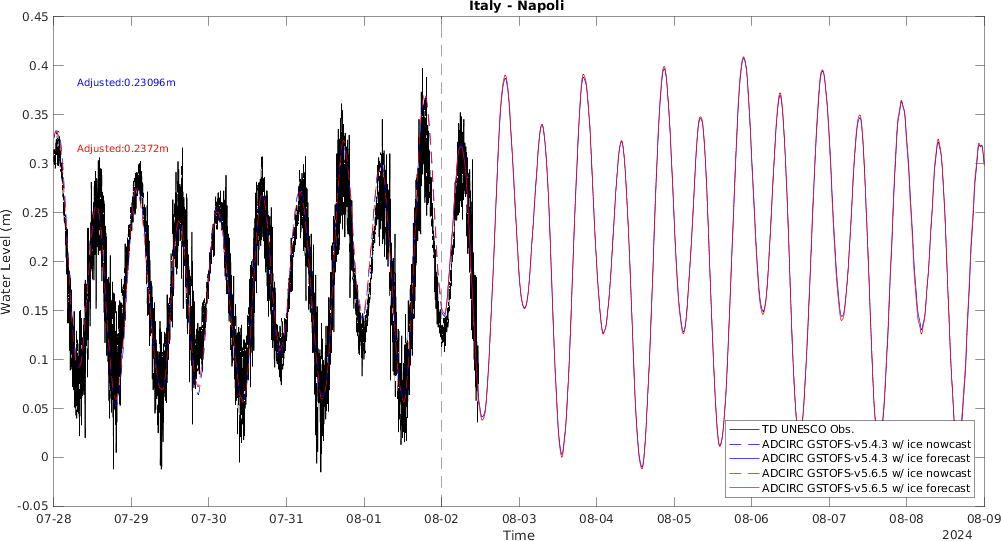 Italy - Napoli
Water Level (m)
0.45
0.4
0.35
0.3
0.25
0.2
0.15
0.1
0.05
0
-0.05
Adjusted:0.23096m
Adjusted:0.2372m
TD UNESCO Obs.
ADCIRC GSTOFS-v5.4.3 w/ ice nowcast
ADCIRC GSTOFS-v5.4.3 w/ ice forecast
ADCIRC GSTOFS-v5.6.5 w/ ice nowcast
ADCIRC GSTOFS-v5.6.5 w/ ice forecast
07-28 07-29 07-30 07-31 08-01 08-02 08-03 08-04 08-05 08-06 08-07 08-08 08-09
Time
2024